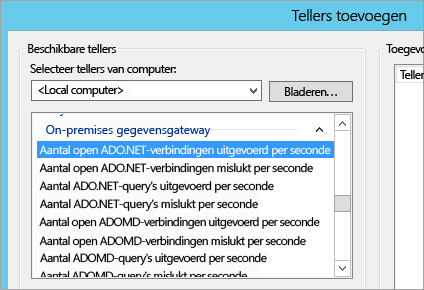 Tellers toevoegen
Beschikbare tellers
Toegevo
Selecteer tellers van computer:
Teller
<Local computer>
Bladeren...
On-premises gegevensgateway
Aantal open ADO.NET-verbindingen uitgevoerd per seconde
Aantal open ADO.NET-verbindingen mislukt per seconde
Aantal ADO.NET-query's uitgevoerd per seconde
Aantal ADO.NET-query's mislukt per seconde
Aantal open ADOMD-verbindingen uitgevoerd per seconde
Aantal open ADOMD-verbindingen mislukt per seconde
Aantal ADOMD-query's uitgevoerd per seconde
Aantal ADOMD-query's mislukt per seconde